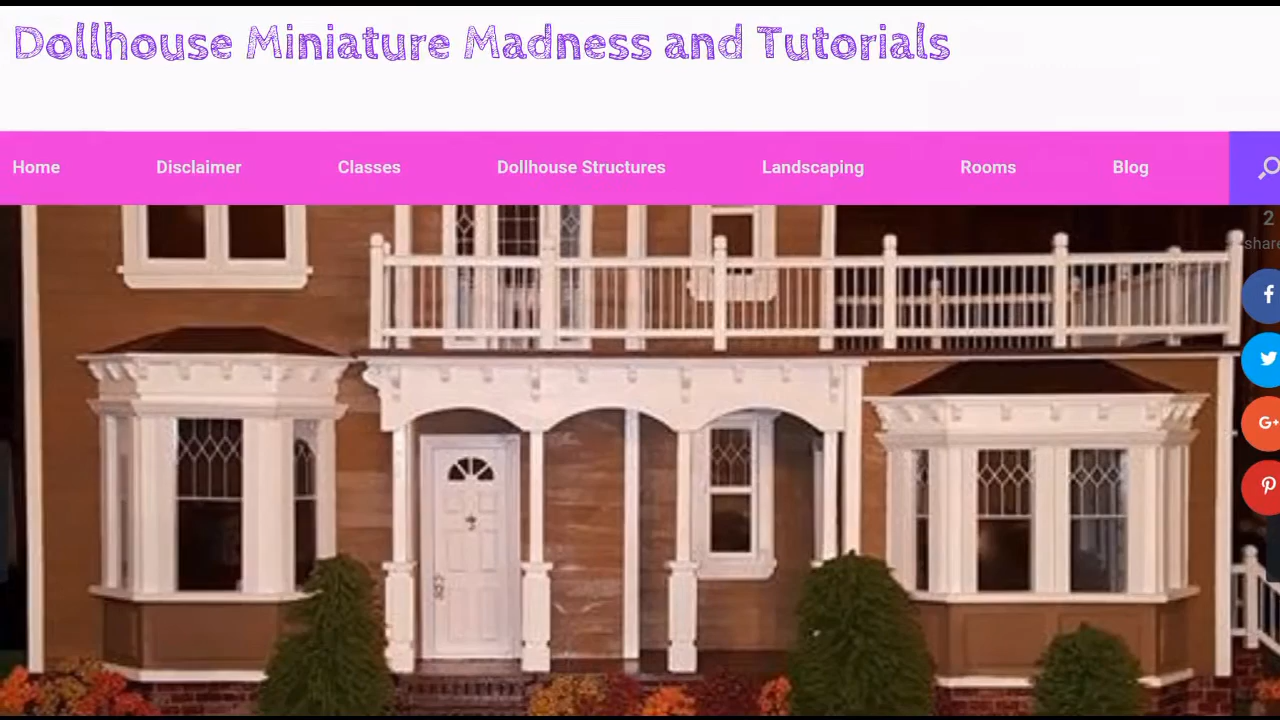 Dollhouse Miniature Madness and Tutorials
Home Disclaimer Classes Dollhouse Structures Landscaping Rooms Blog
2
share
f
G+